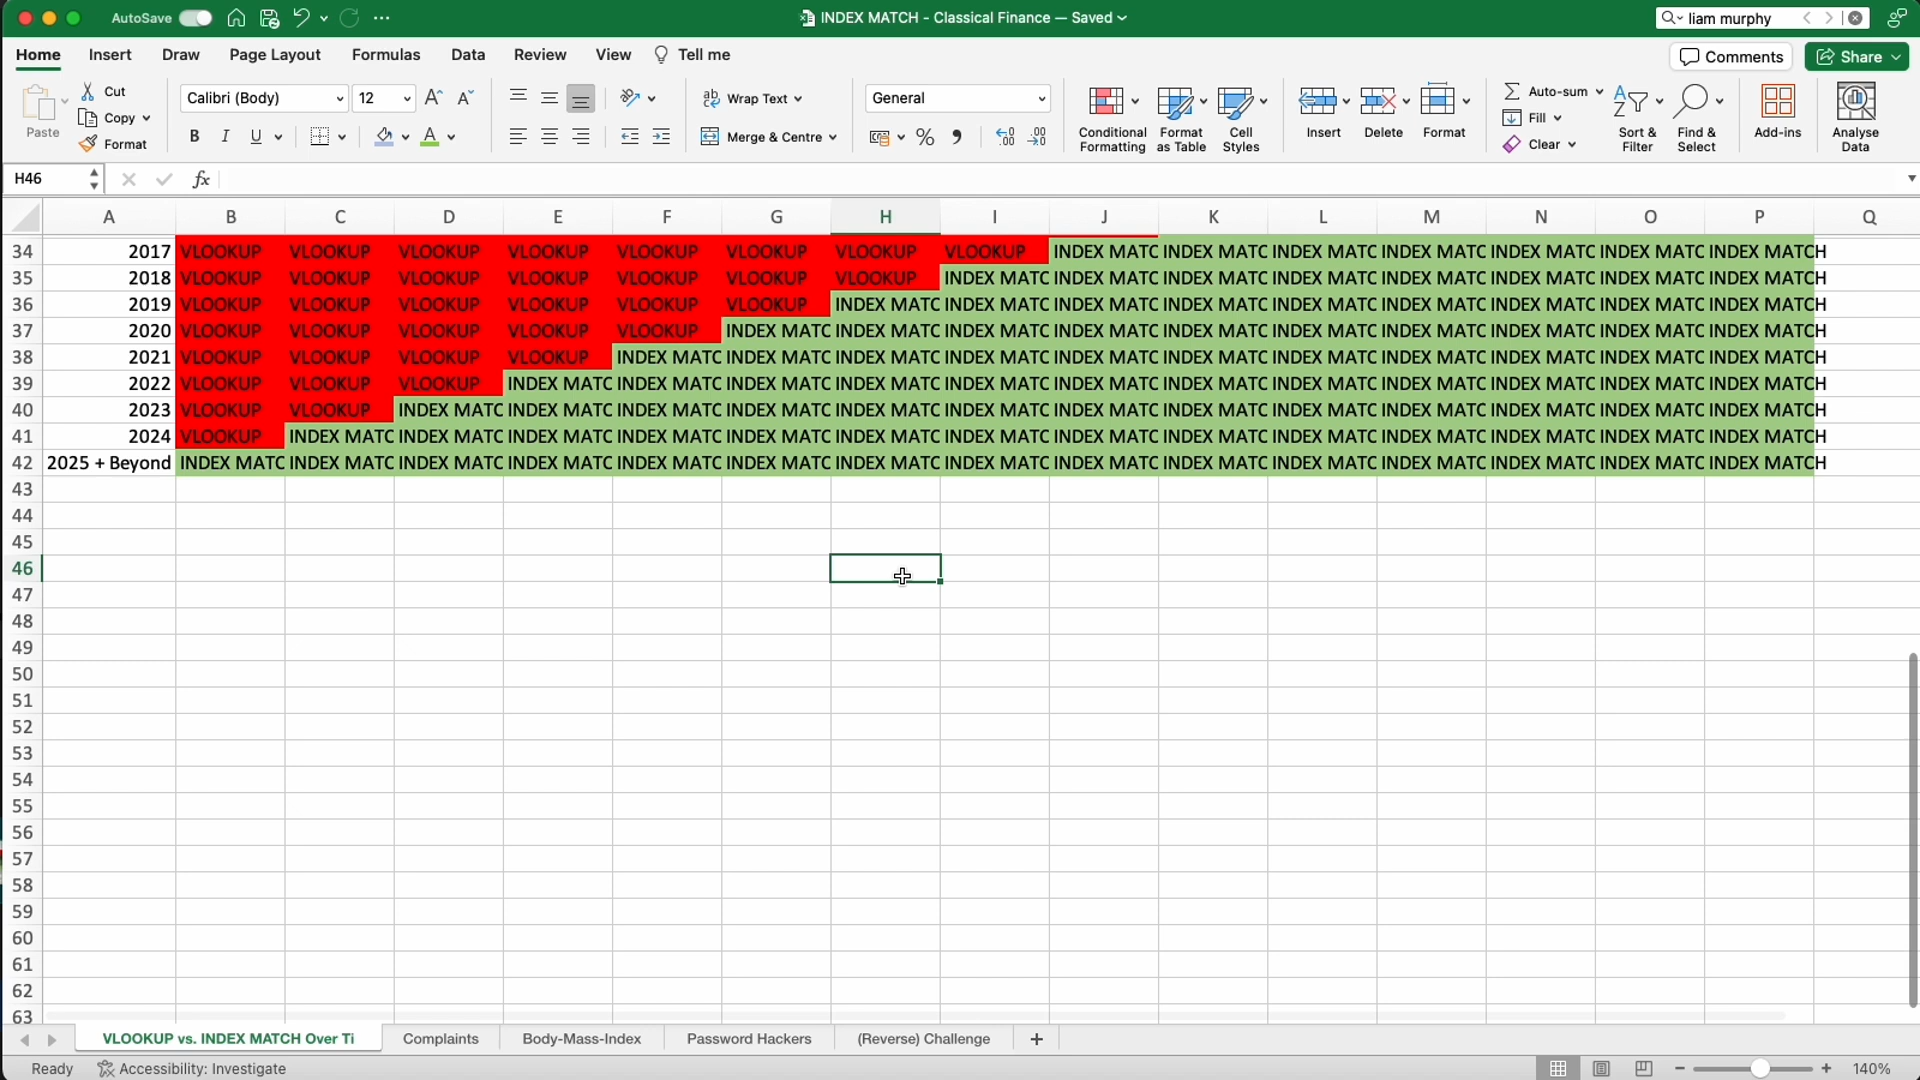 AutoSave
INDEX MATCH - Classical Finance — Saved
liam murphy
Home Insert Draw Page Layout Formulas Data Review View Tell me
Comments Share
Paste
Cut
Copy
Format
Calibri (Body) 12
B I U
Wrap Text
Merge & Centre
General
Conditional Formatting
Format as Table
Cell Styles
Insert
Delete
Format
Auto-sum
Fill
Clear
Sort & Filter
Find & Select
Add-ins
Analyse Data
H46 fx
A B C D E F G H I J K L M N O P Q
34 2017 VLOOKUP VLOOKUP VLOOKUP VLOOKUP VLOOKUP VLOOKUP VLOOKUP VLOOKUP INDEX MATC INDEX MATC INDEX MATC INDEX MATC INDEX MATC INDEX MATC INDEX MATCH
35 2018 VLOOKUP VLOOKUP VLOOKUP VLOOKUP VLOOKUP VLOOKUP VLOOKUP INDEX MATC INDEX MATC INDEX MATC INDEX MATC INDEX MATC INDEX MATC INDEX MATC INDEX MATCH
36 2019 VLOOKUP VLOOKUP VLOOKUP VLOOKUP VLOOKUP VLOOKUP INDEX MATC INDEX MATC INDEX MATC INDEX MATC INDEX MATC INDEX MATC INDEX MATC INDEX MATC INDEX MATCH
37 2020 VLOOKUP VLOOKUP VLOOKUP VLOOKUP VLOOKUP INDEX MATC INDEX MATC INDEX MATC INDEX MATC INDEX MATC INDEX MATC INDEX MATC INDEX MATC INDEX MATC INDEX MATCH
38 2021 VLOOKUP VLOOKUP VLOOKUP VLOOKUP INDEX MATC INDEX MATC INDEX MATC INDEX MATC INDEX MATC INDEX MATC INDEX MATC INDEX MATC INDEX MATC INDEX MATC INDEX MATCH
39 2022 VLOOKUP VLOOKUP VLOOKUP INDEX MATC INDEX MATC INDEX MATC INDEX MATC INDEX MATC INDEX MATC INDEX MATC INDEX MATC INDEX MATC INDEX MATC INDEX MATC INDEX MATCH
40 2023 VLOOKUP VLOOKUP INDEX MATC INDEX MATC INDEX MATC INDEX MATC INDEX MATC INDEX MATC INDEX MATC INDEX MATC INDEX MATC INDEX MATC INDEX MATC INDEX MATC INDEX MATCH
41 2024 VLOOKUP INDEX MATC INDEX MATC INDEX MATC INDEX MATC INDEX MATC INDEX MATC INDEX MATC INDEX MATC INDEX MATC INDEX MATC INDEX MATC INDEX MATC INDEX MATC INDEX MATCH
42 2025 + Beyond INDEX MATC INDEX MATC INDEX MATC INDEX MATC INDEX MATC INDEX MATC INDEX MATC INDEX MATC INDEX MATC INDEX MATC INDEX MATC INDEX MATC INDEX MATC INDEX MATC INDEX MATCH
43
44
45
46
47
48
49
50
51
52
53
54
55
56
57
58
59
60
61
62
63
VLOOKUP vs. INDEX MATCH Over Ti Complaints Body-Mass-Index Password Hackers (Reverse) Challenge
Ready Accessibility: Investigate 140%